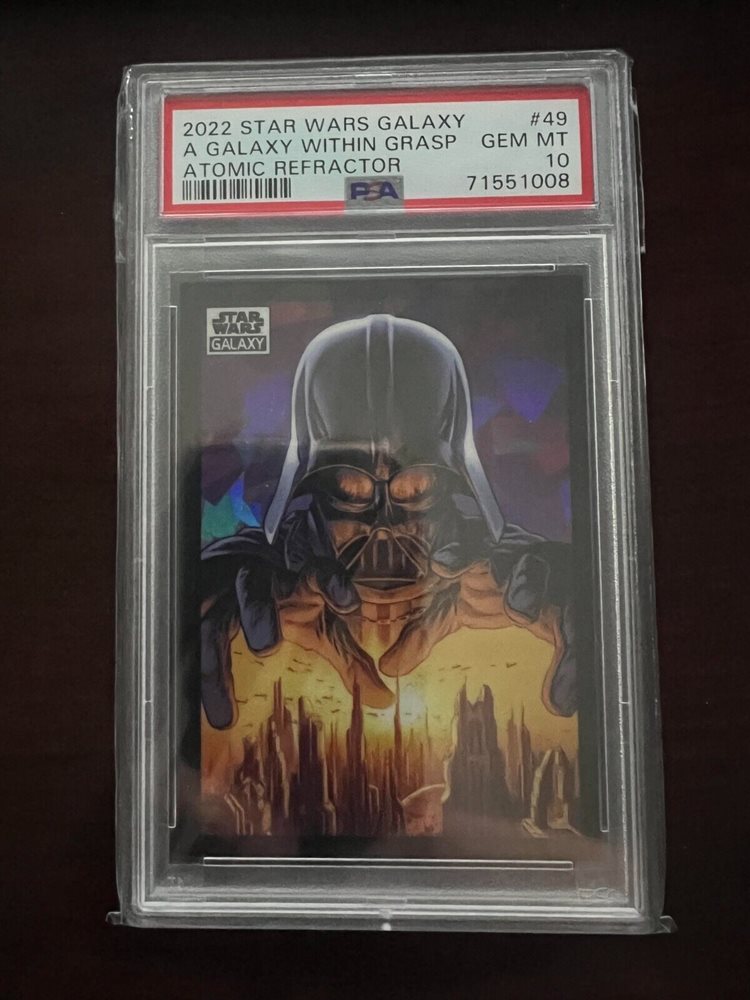 2022 STAR WARS GALAXY #49
A GALAXY WITHIN GRASP GEM MT
ATOMIC REFRACTOR 10
PSA 71551008
STAR
WARS
GALAXY